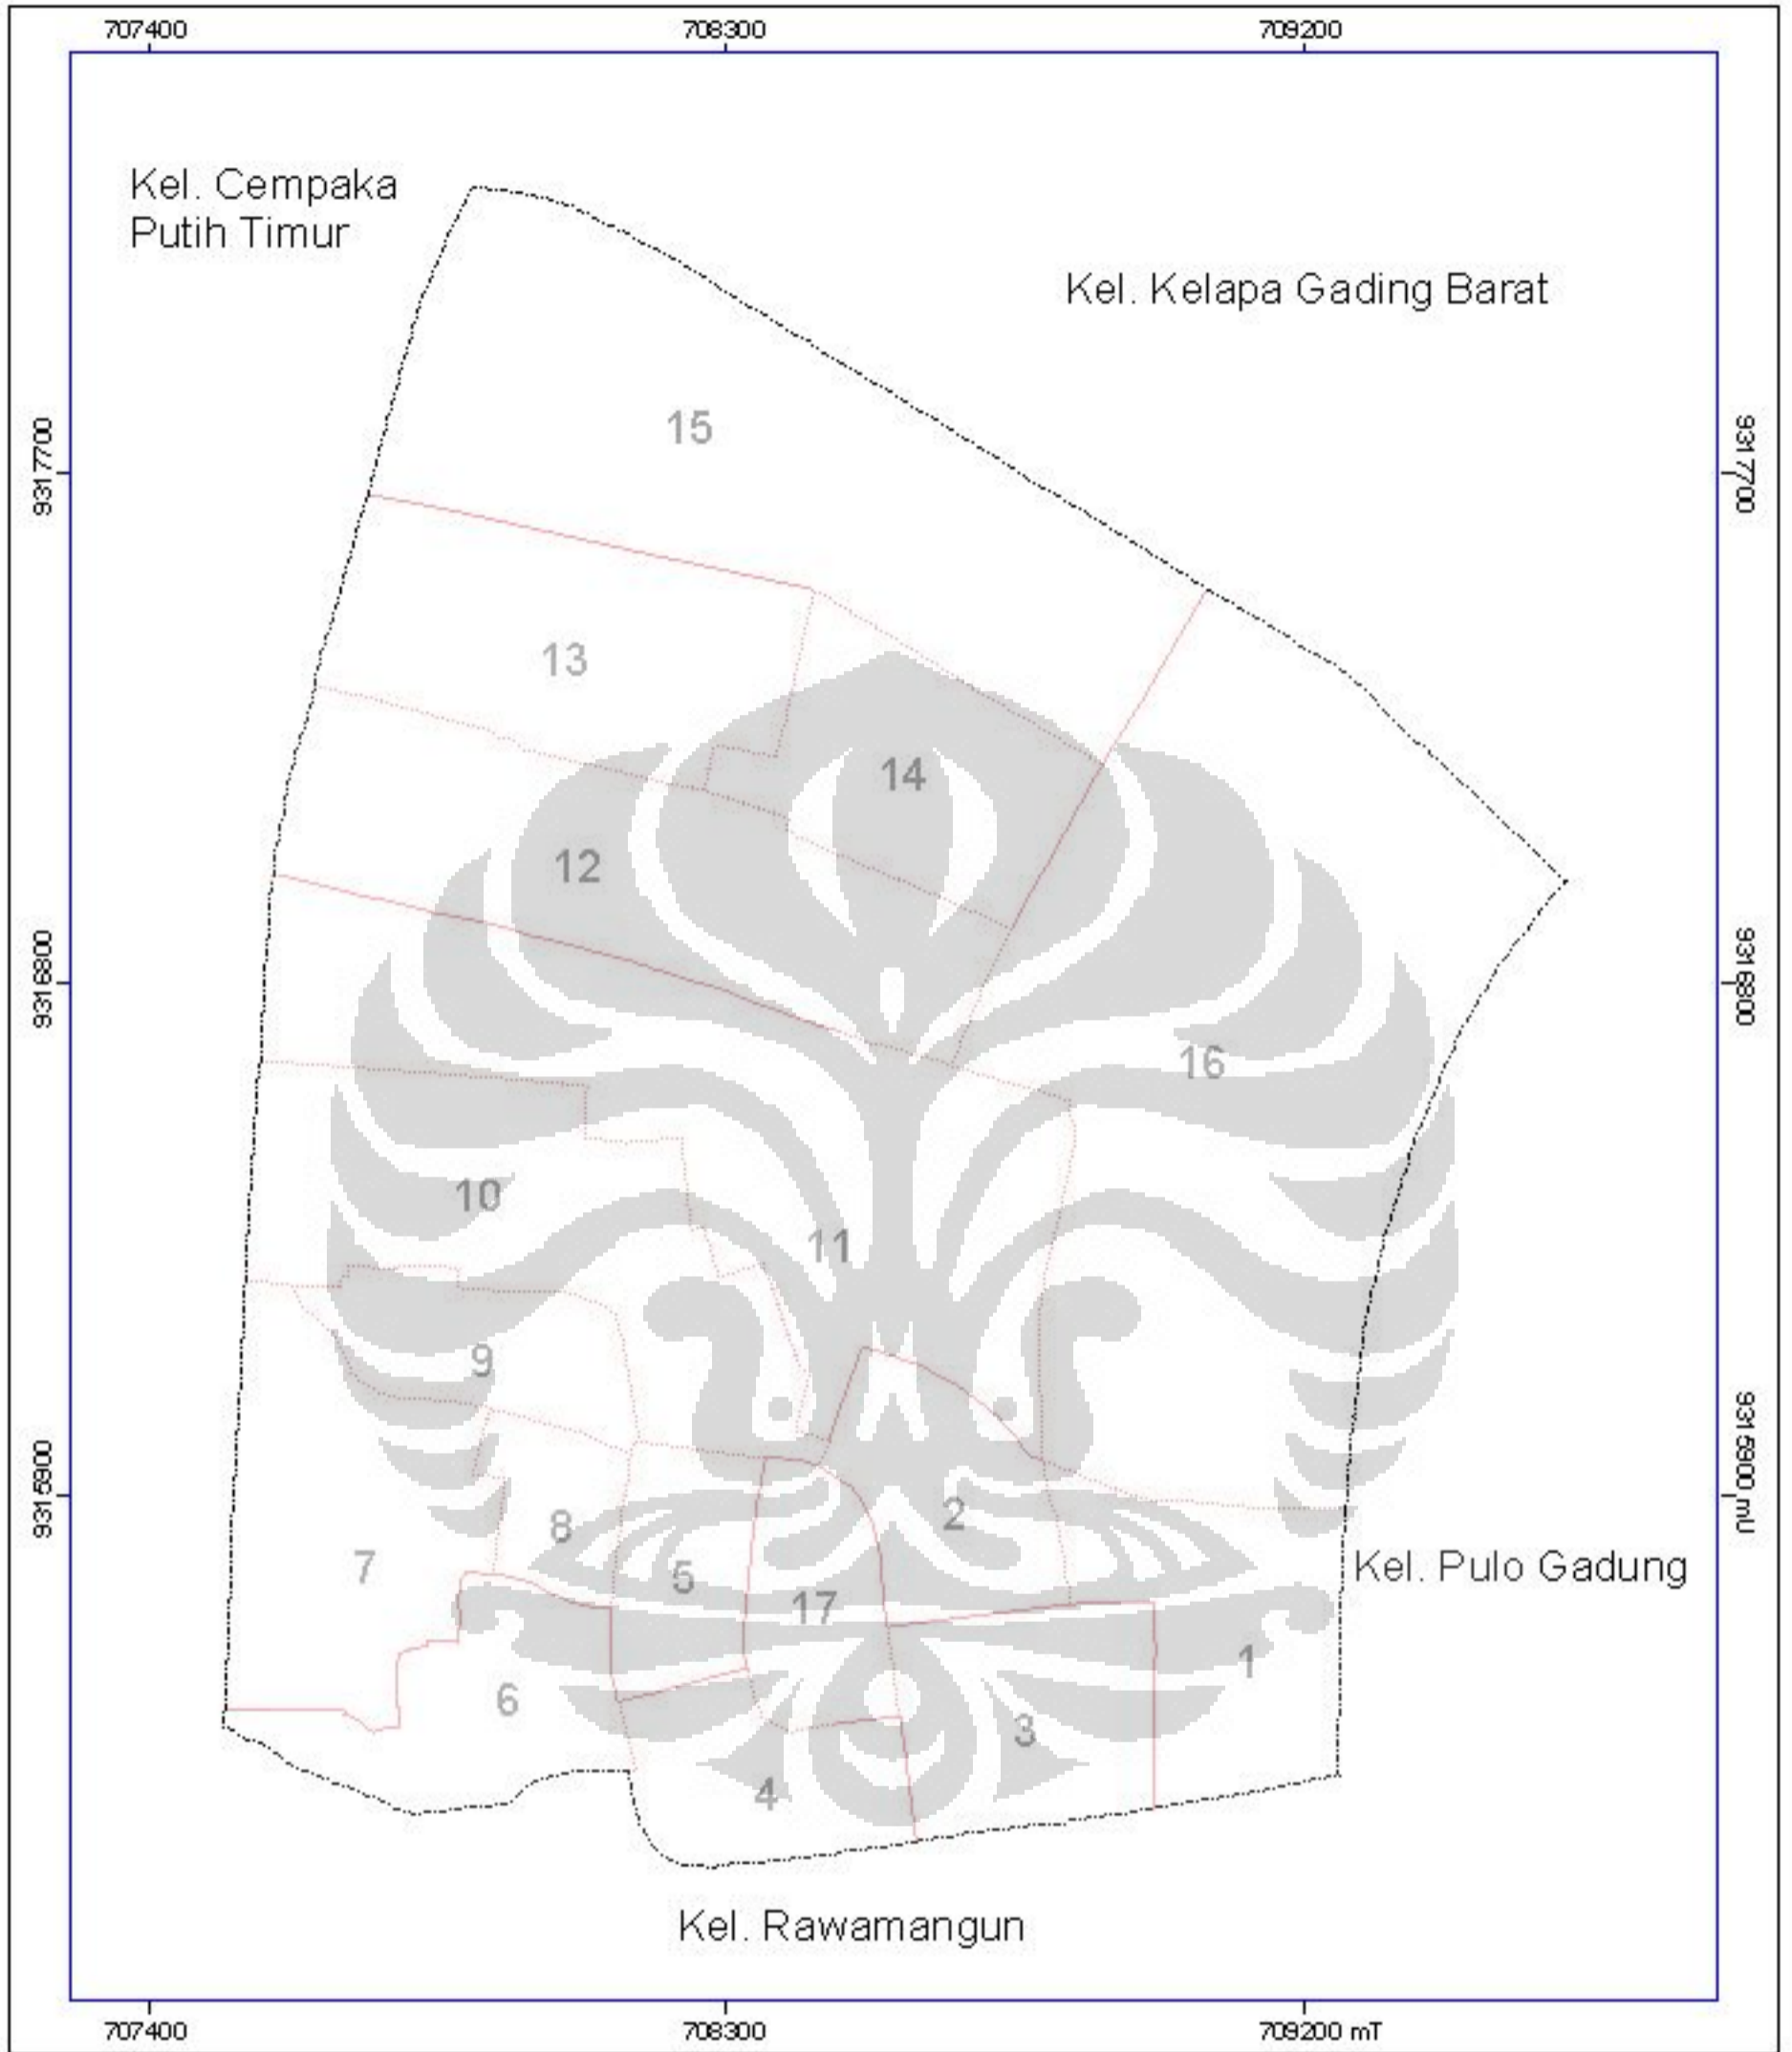 707400 708300 709200
Kel. Cempaka
Putih Timur
Kel. Kelapa Gading Barat
15
9317700 9317700
13
14
12
9316800 9316800
16
10
11
9
9315900 9315900 mU
2
8
Kel. Pulo Gadung
7
5
17
1
6
3
4
Kel. Rawamangun
707400 708300 709200 mT